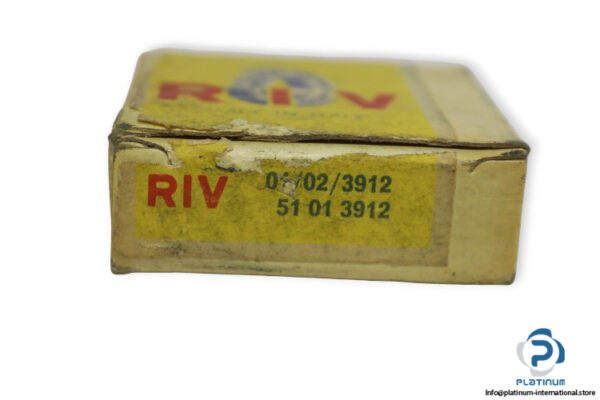 RIV
RIV 01/02/3912
51 01 3912
PLATINUM
Info@platinum-international.store